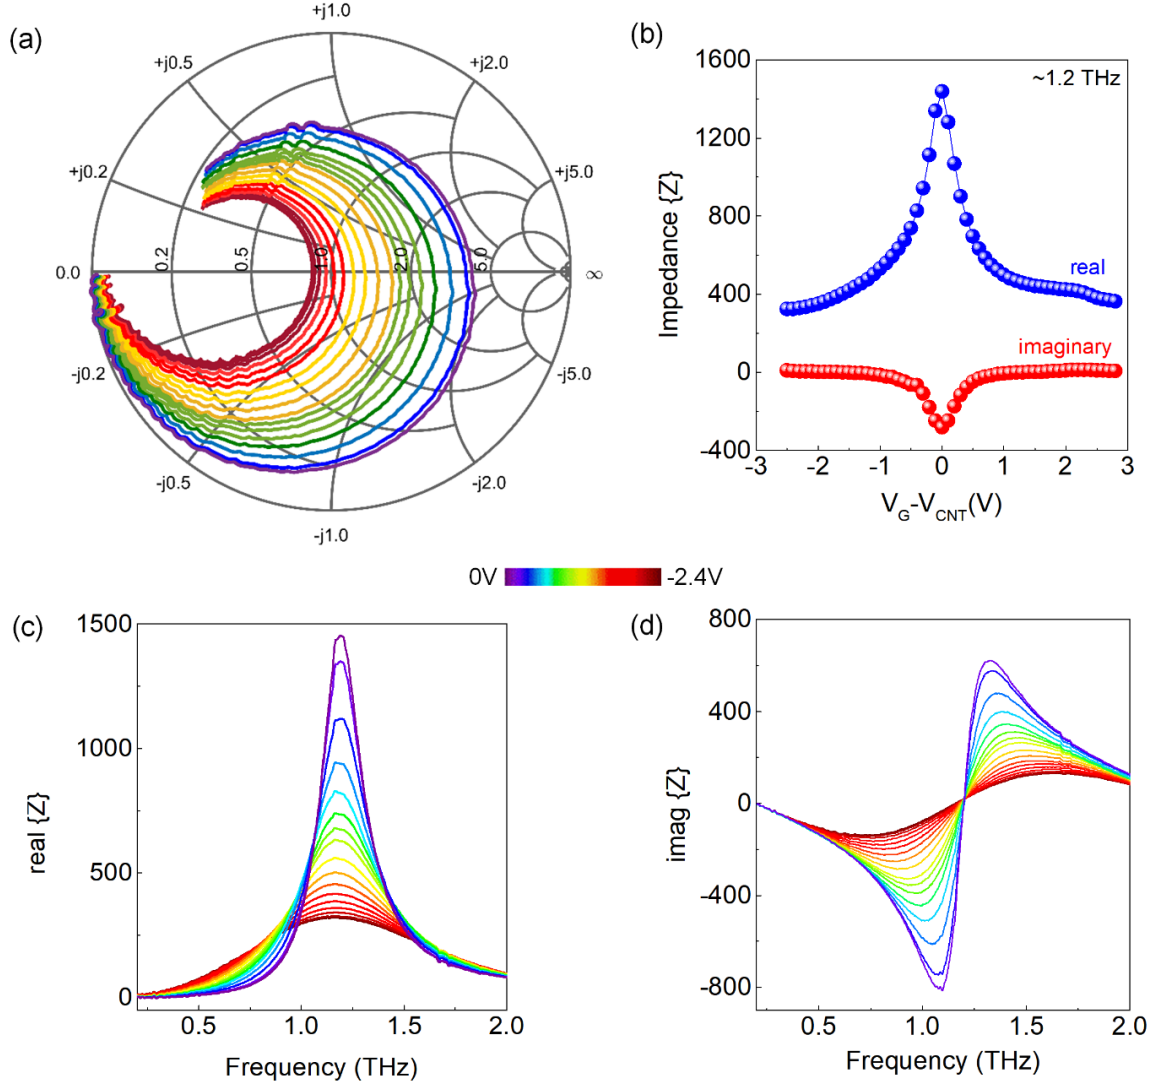 (a)
+j1.0
+j0.5
+j2.0
+j0.2
+j5.0
0.0
0.2
0.5
1.0
2.0
5.0
∞
-j0.2
-j5.0
-j0.5
-j2.0
-j1.0
(b)
~1.2 THz
1600
1200
800
400
0
-400
Impedance {Z}
real
imaginary
-3 -2 -1 0 1 2 3
V_G-V_CNT(V)
0V -2.4V
(c)
1500
1000
500
0
real {Z}
0.5 1.0 1.5 2.0
Frequency (THz)
(d)
800
400
0
-400
-800
imag {Z}
0.5 1.0 1.5 2.0
Frequency (THz)